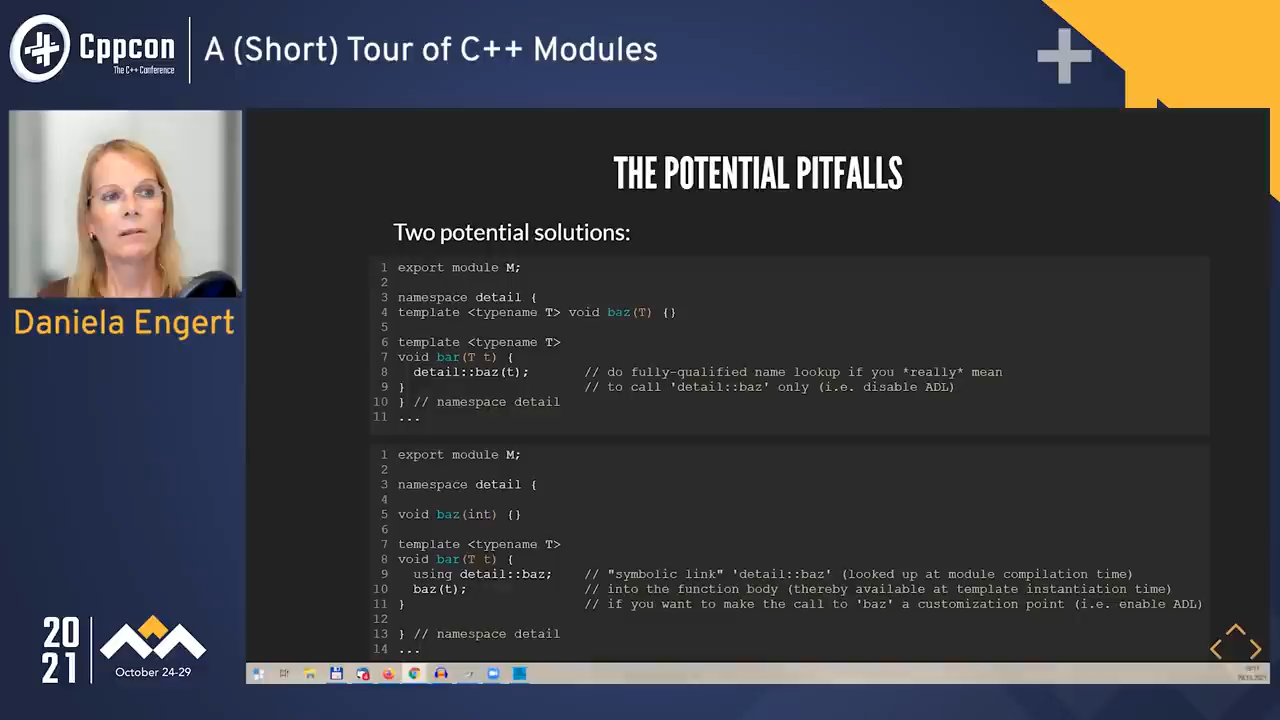 Cppcon
The C++ Conference
A (Short) Tour of C++ Modules
THE POTENTIAL PITFALLS
Two potential solutions:
1 export module M;
2
3 namespace detail {
4 template <typename T> void baz(T) {}
5
6 template <typename T>
7 void bar(T t) {
8 detail::baz(t); // do fully-qualified name lookup if you *really* mean
9 } // to call 'detail::baz' only (i.e. disable ADL)
10 } // namespace detail
11 ...
1 export module M;
2
3 namespace detail {
4
5 void baz(int) {}
6
7 template <typename T>
8 void bar(T t) {
9 using detail::baz; // "symbolic link" 'detail::baz' (looked up at module compilation time)
10 baz(t); // into the function body (thereby available at template instantiation time)
11 } // if you want to make the call to 'baz' a customization point (i.e. enable ADL)
12
13 } // namespace detail
14 ...
Daniela Engert
20
21
October 24-29